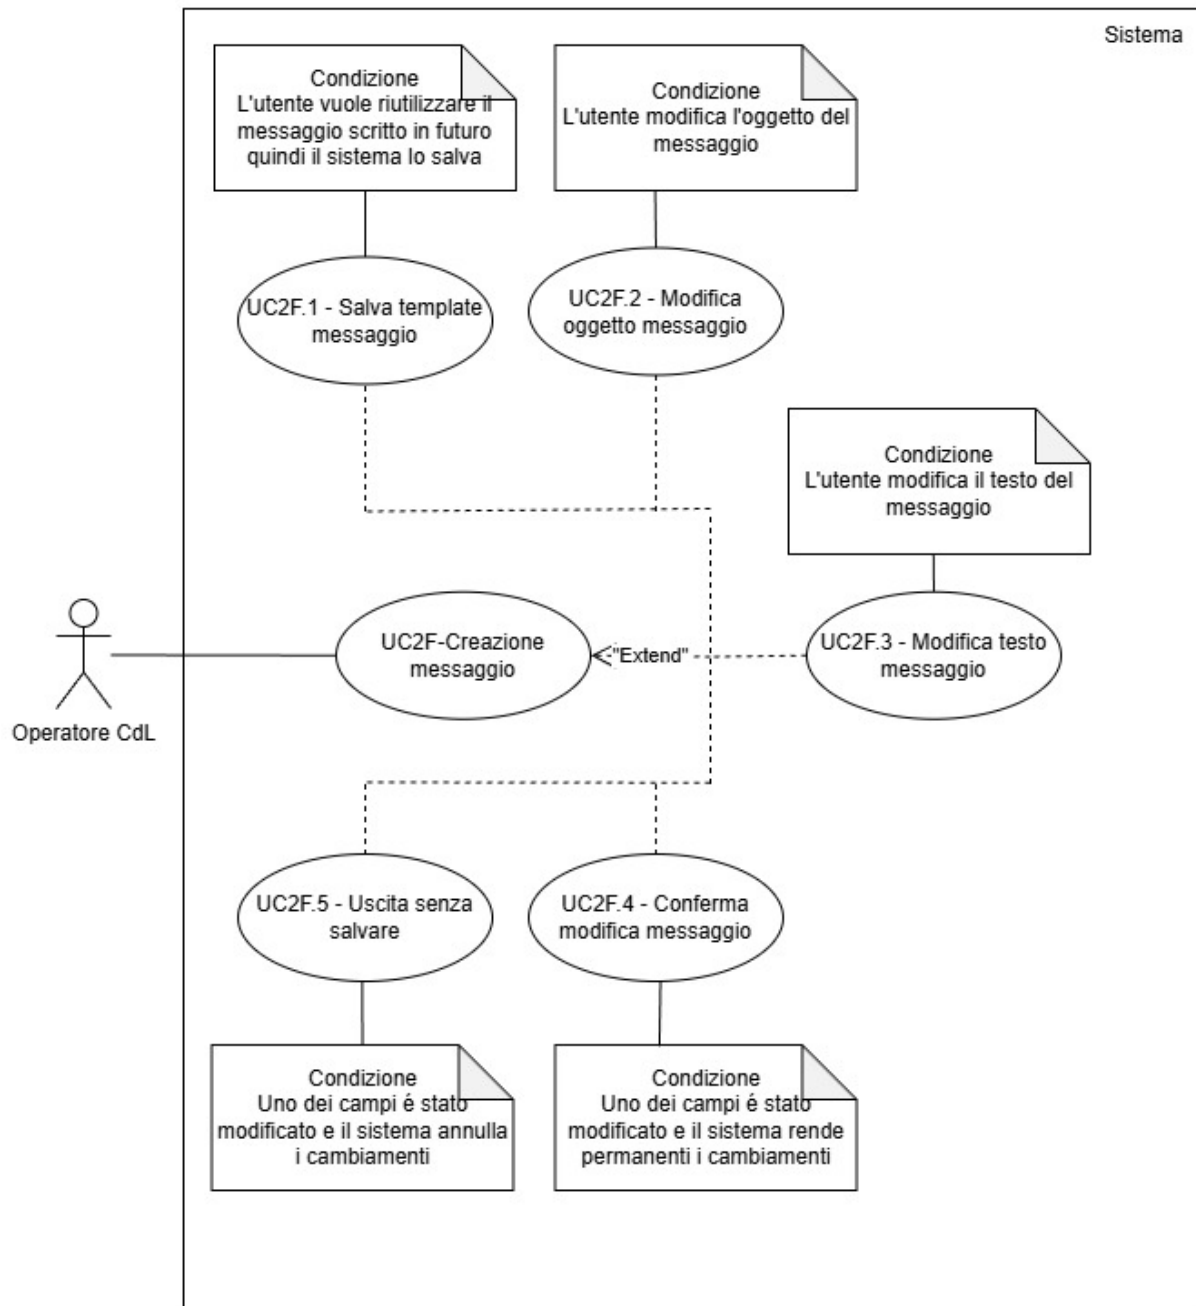 Sistema
Condizione
L'utente vuole riutilizzare il
messaggio scritto in futuro
quindi il sistema lo salva
Condizione
L'utente modifica l'oggetto del
messaggio
UC2F.1 - Salva template
messaggio
UC2F.2 - Modifica
oggetto messaggio
Condizione
L'utente modifica il testo del
messaggio
UC2F-Creazione
messaggio
"Extend"
UC2F.3 - Modifica testo
messaggio
Operatore CdL
UC2F.5 - Uscita senza
salvare
UC2F.4 - Conferma
modifica messaggio
Condizione
Uno dei campi é stato
modificato e il sistema annulla
i cambiamenti
Condizione
Uno dei campi é stato
modificato e il sistema rende
permanenti i cambiamenti